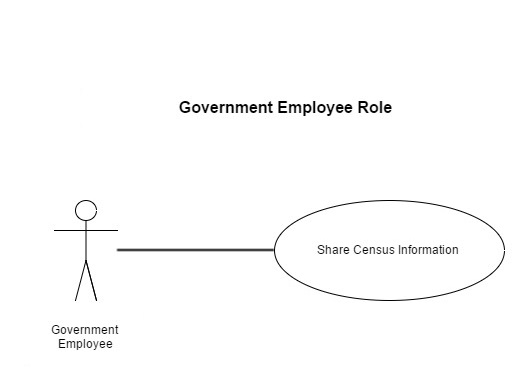 Government Employee Role
Share Census Information
Government
Employee